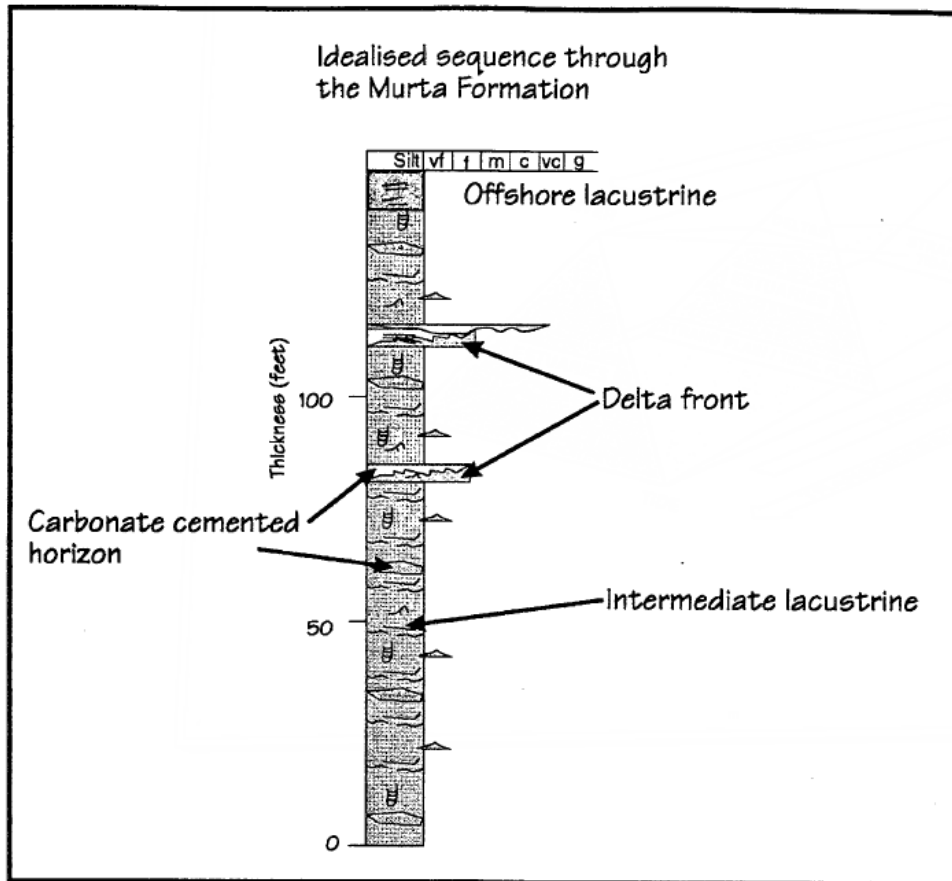 Idealised sequence through
the Murta Formation
Silt vf f m c vc g
Offshore lacustrine
Thickness (feet)
100
Delta front
Carbonate cemented
horizon
Intermediate lacustrine
50
0